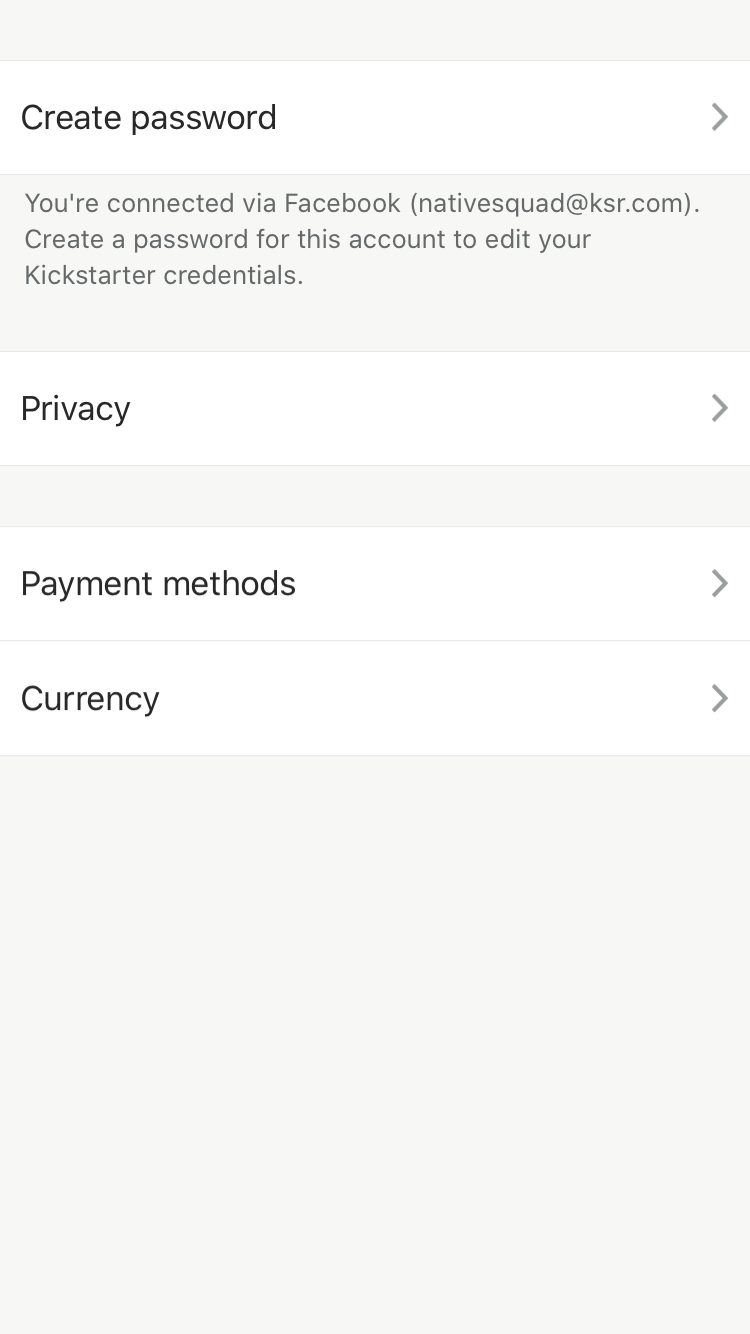 Create password
You're connected via Facebook (nativesquad@ksr.com).
Create a password for this account to edit your
Kickstarter credentials.
Privacy
Payment methods
Currency